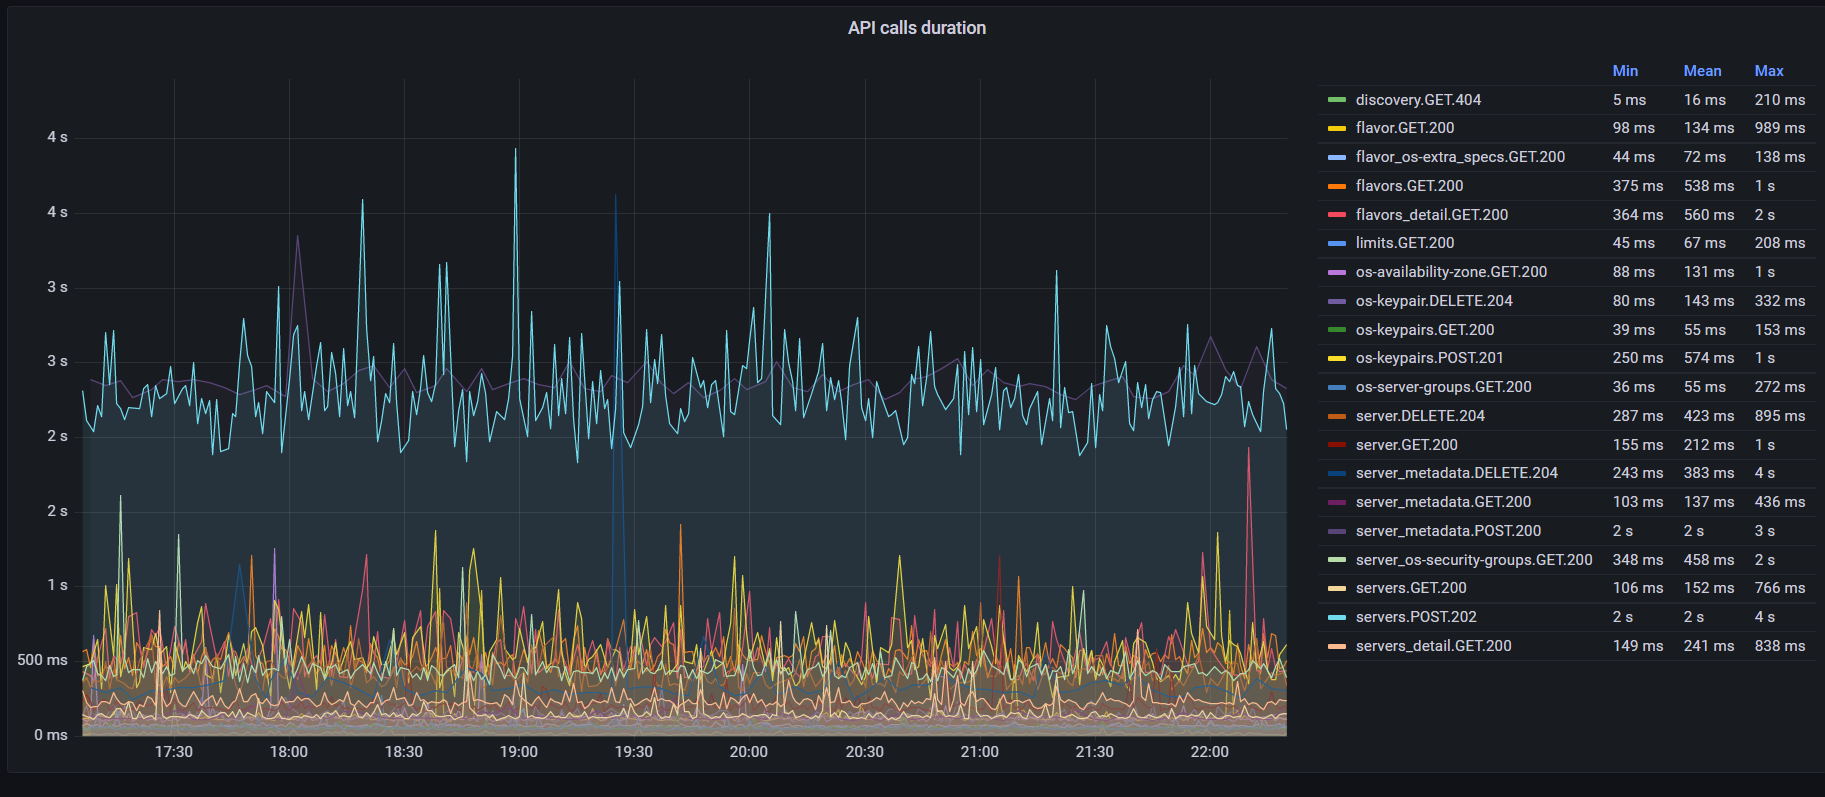 API calls duration
Min Mean Max
discovery.GET.404 5 ms 16 ms 210 ms
flavor.GET.200 98 ms 134 ms 989 ms
flavor_os-extra_specs.GET.200 44 ms 72 ms 138 ms
flavors.GET.200 375 ms 538 ms 1 s
flavors_detail.GET.200 364 ms 560 ms 2 s
limits.GET.200 45 ms 67 ms 208 ms
os-availability-zone.GET.200 88 ms 131 ms 1 s
os-keypair.DELETE.204 80 ms 143 ms 332 ms
os-keypairs.GET.200 39 ms 55 ms 153 ms
os-keypairs.POST.201 250 ms 574 ms 1 s
os-server-groups.GET.200 36 ms 55 ms 272 ms
server.DELETE.204 287 ms 423 ms 895 ms
server.GET.200 155 ms 212 ms 1 s
server_metadata.DELETE.204 243 ms 383 ms 4 s
server_metadata.GET.200 103 ms 137 ms 436 ms
server_metadata.POST.200 2 s 2 s 3 s
server_os-security-groups.GET.200 348 ms 458 ms 2 s
servers.GET.200 106 ms 152 ms 766 ms
servers.POST.202 2 s 2 s 4 s
servers_detail.GET.200 149 ms 241 ms 838 ms
4 s
4 s
3 s
3 s
2 s
2 s
1 s
500 ms
0 ms
17:30 18:00 18:30 19:00 19:30 20:00 20:30 21:00 21:30 22:00